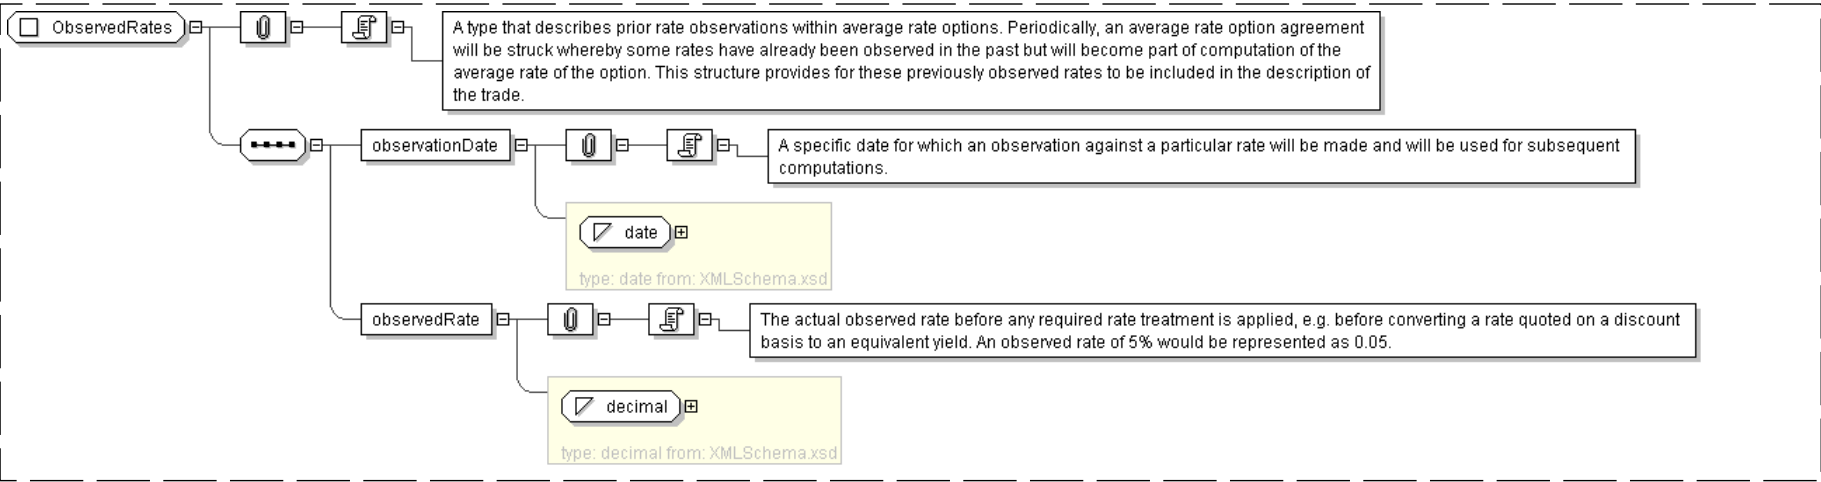 ObservedRates
A type that describes prior rate observations within average rate options. Periodically, an average rate option agreement
will be struck whereby some rates have already been observed in the past but will become part of computation of the
average rate of the option. This structure provides for these previously observed rates to be included in the description of
the trade.
observationDate
A specific date for which an observation against a particular rate will be made and will be used for subsequent
computations.
date
type: date from: XMLSchema.xsd
observedRate
The actual observed rate before any required rate treatment is applied, e.g. before converting a rate quoted on a discount
basis to an equivalent yield. An observed rate of 5% would be represented as 0.05.
decimal
type: decimal from: XMLSchema.xsd